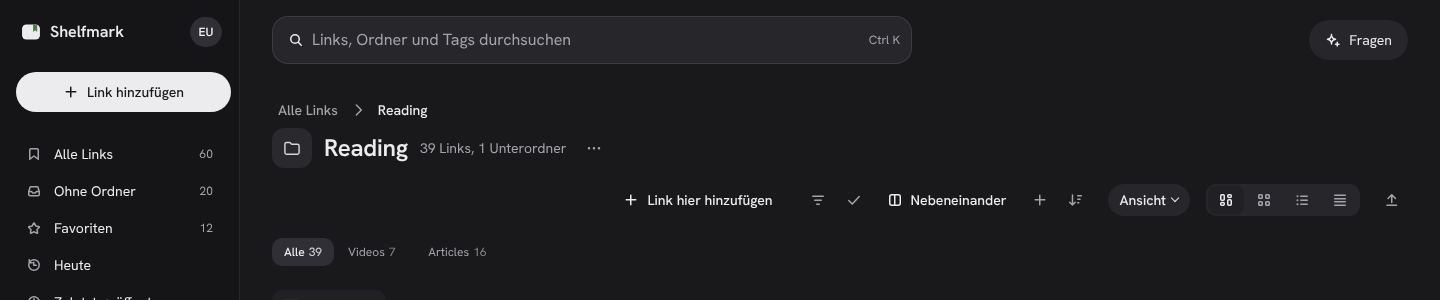 Shelfmark
EU
Links, Ordner und Tags durchsuchen
Ctrl K
Fragen
Link hinzufügen
Alle Links
Reading
Reading
39 Links, 1 Unterordner
Alle Links 60
Ohne Ordner 20
Favoriten 12
Heute
Link hier hinzufügen
Nebeneinander
Ansicht
Alle 39
Videos 7
Articles 16